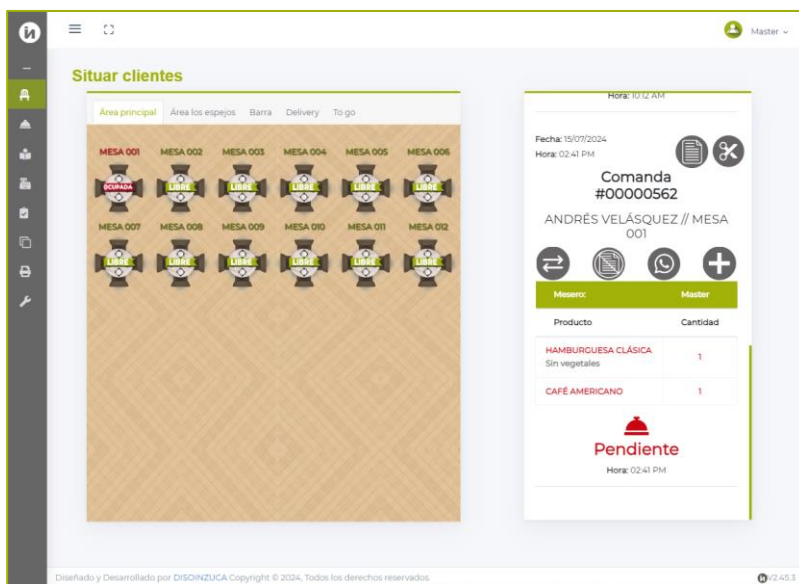 Master
Situar clientes
Área principal Área los espejos Barra Delivery To go
MESA 001 MESA 002 MESA 003 MESA 004 MESA 005 MESA 006
OCUPADA LIBRE LIBRE LIBRE LIBRE LIBRE
MESA 007 MESA 008 MESA 009 MESA 010 MESA 011 MESA 012
LIBRE LIBRE LIBRE LIBRE LIBRE LIBRE
Hora: 10:12 AM
Fecha: 15/07/2024
Hora: 02:41 PM
Comanda
#00000562
ANDRÉS VELÁSQUEZ // MESA
001
Mesero: Master
Producto Cantidad
HAMBURGUESA CLÁSICA 1
Sin vegetales
CAFÉ AMERICANO 1
Pendiente
Hora: 02:41 PM
Diseñado y Desarrollado por DISOINZUCA Copyright © 2024, Todos los derechos reservados.
V2.45.3